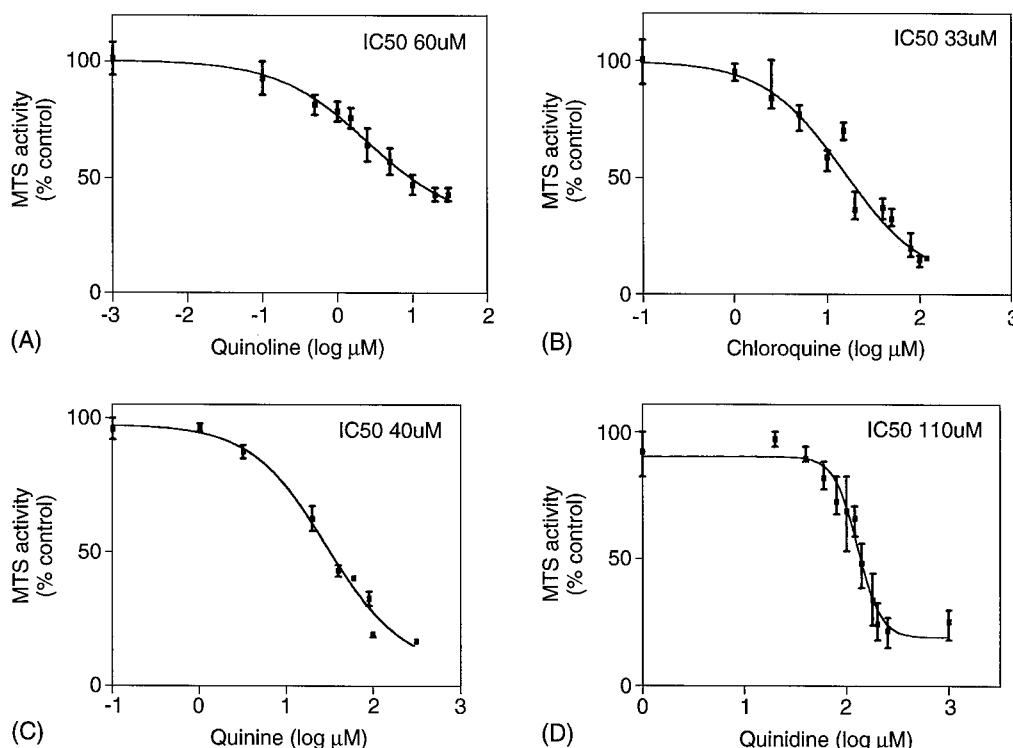 IC50 60uM
MTS activity
(% control)
100
50
0
-3
-2
-1
0
1
2
(A)
Quinoline (log μM)
IC50 33uM
MTS activity
(% control)
100
50
0
-1
0
1
2
3
(B)
Chloroquine (log μM)
IC50 40uM
MTS activity
(% control)
100
50
0
-1
0
1
2
3
(C)
Quinine (log μM)
IC50 110uM
MTS activity
(% control)
100
50
0
0
1
2
3
(D)
Quinidine (log μM)